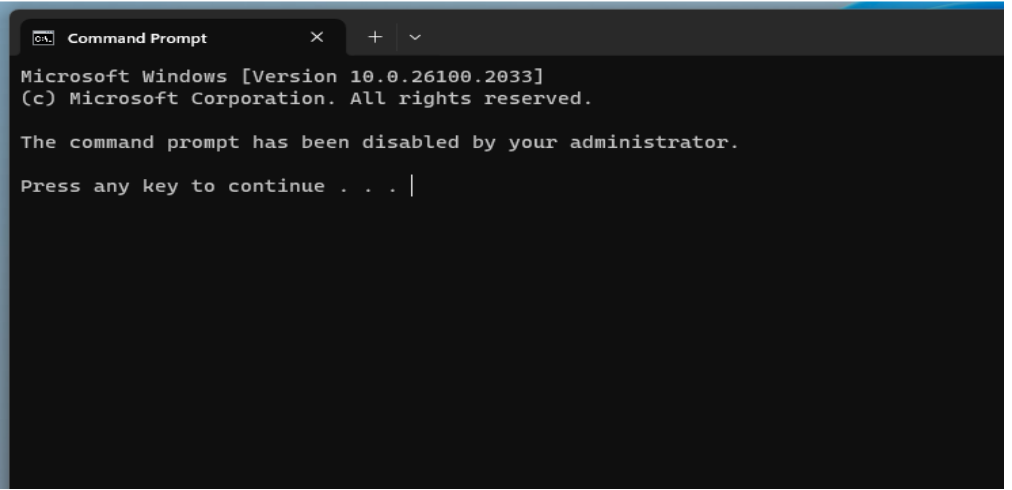 Command Prompt
Microsoft Windows [Version 10.0.26100.2033]
(c) Microsoft Corporation. All rights reserved.
The command prompt has been disabled by your administrator.
Press any key to continue . . .